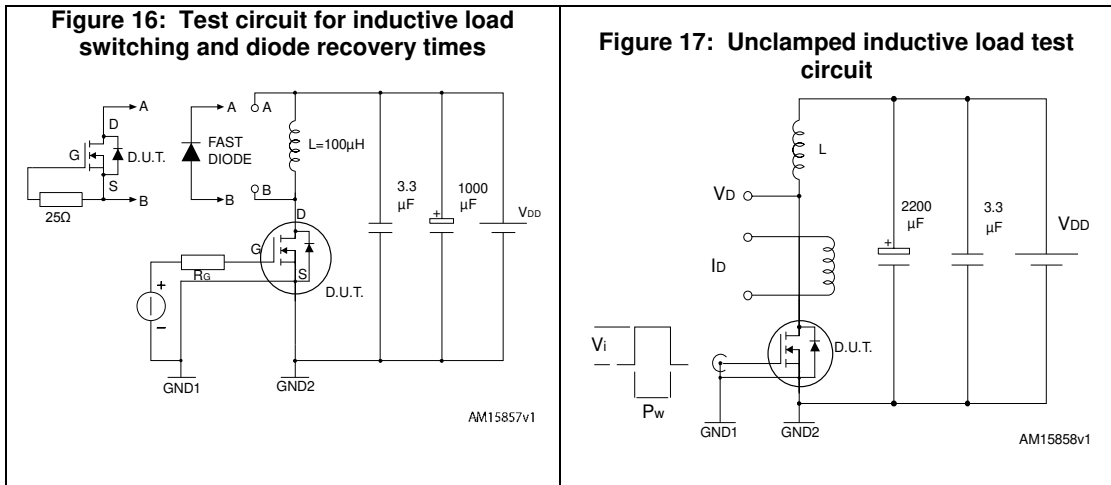 Figure 16: Test circuit for inductive load
switching and diode recovery times
A
D
G
D.U.T.
S
B
25Ω
A
FAST
DIODE
B
A
L=100µH
B
D
G
S
RG
D.U.T.
+
–
3.3
µF
1000
µF
+
VDD
GND1
GND2
AM15857v1
Figure 17: Unclamped inductive load test
circuit
L
VD
ID
2200
µF
+
3.3
µF
VDD
D.U.T.
Vi
Pw
GND1
GND2
AM15858v1